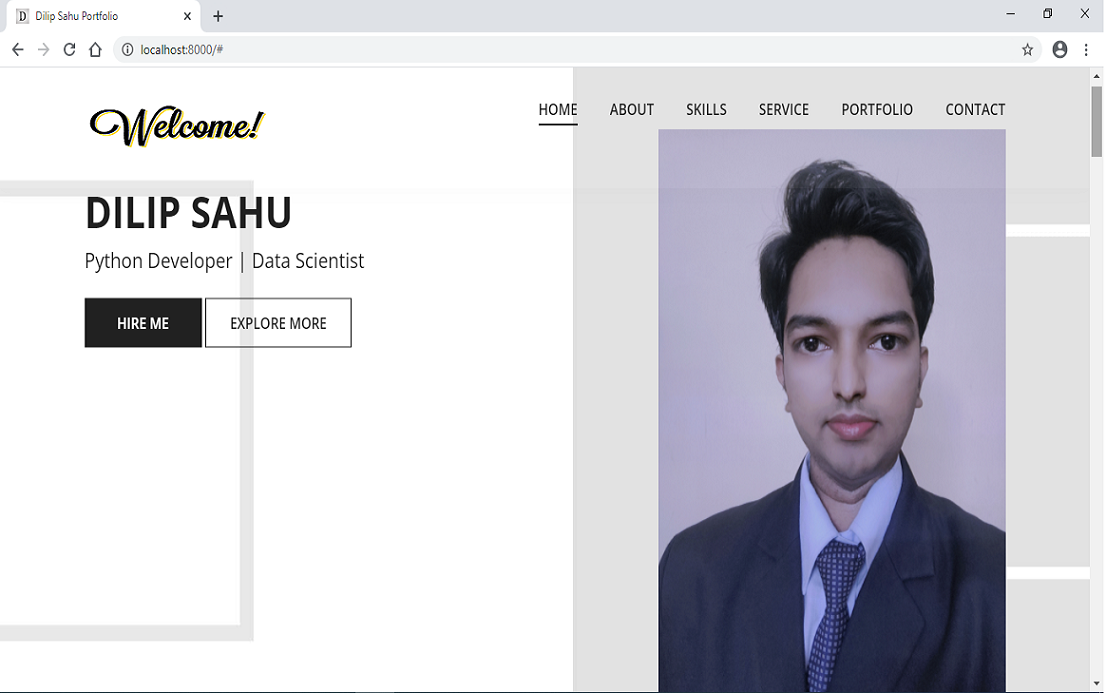 D Dilip Sahu Portfolio
localhost:8000/#
Welcome!
HOME ABOUT SKILLS SERVICE PORTFOLIO CONTACT
DILIP SAHU
Python Developer | Data Scientist
HIRE ME EXPLORE MORE